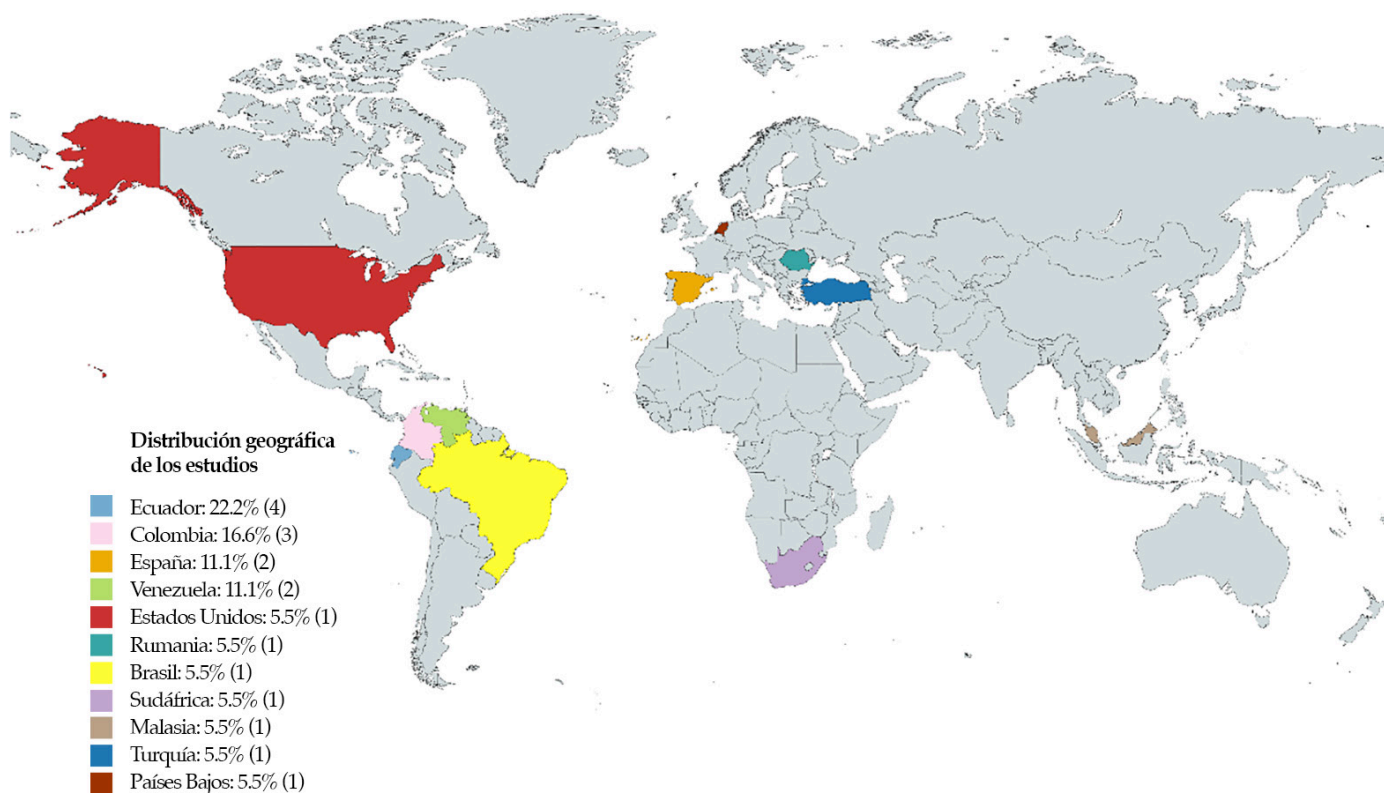 Distribución geográfica
de los estudios
Ecuador: 22.2% (4)
Colombia: 16.6% (3)
España: 11.1% (2)
Venezuela: 11.1% (2)
Estados Unidos: 5.5% (1)
Rumania: 5.5% (1)
Brasil: 5.5% (1)
Sudáfrica: 5.5% (1)
Malasia: 5.5% (1)
Turquía: 5.5% (1)
Países Bajos: 5.5% (1)